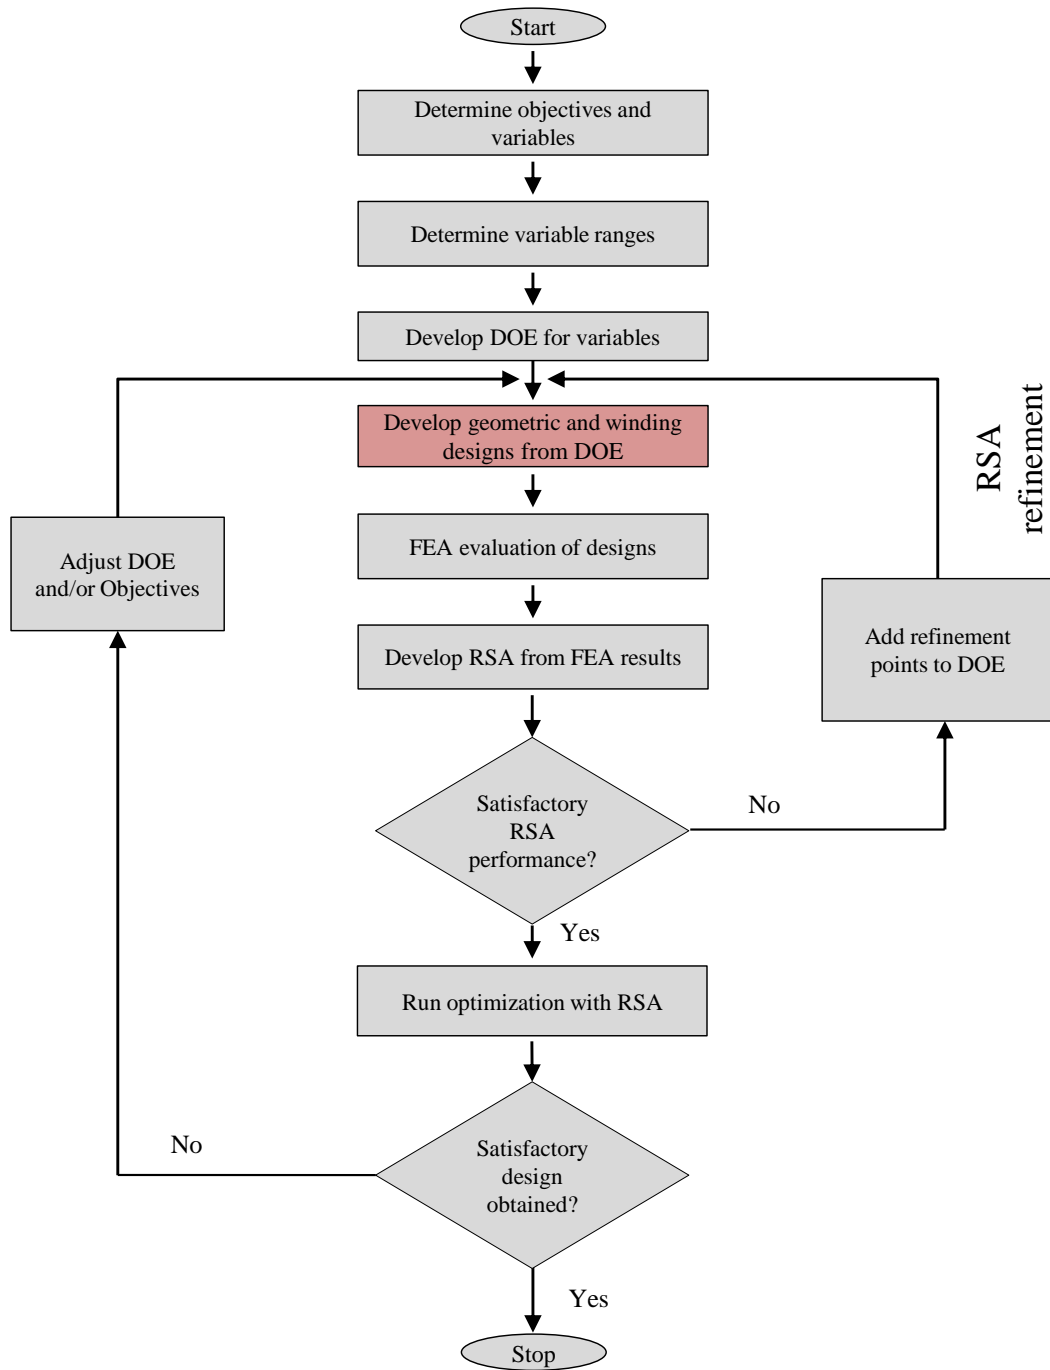 Start
Determine objectives and
variables
Determine variable ranges
Develop DOE for variables
Develop geometric and winding
designs from DOE
RSA
refinement
Adjust DOE
and/or Objectives
FEA evaluation of designs
Add refinement
points to DOE
Develop RSA from FEA results
Satisfactory
RSA
performance?
No
Yes
Run optimization with RSA
No
Satisfactory
design
obtained?
Yes
Stop